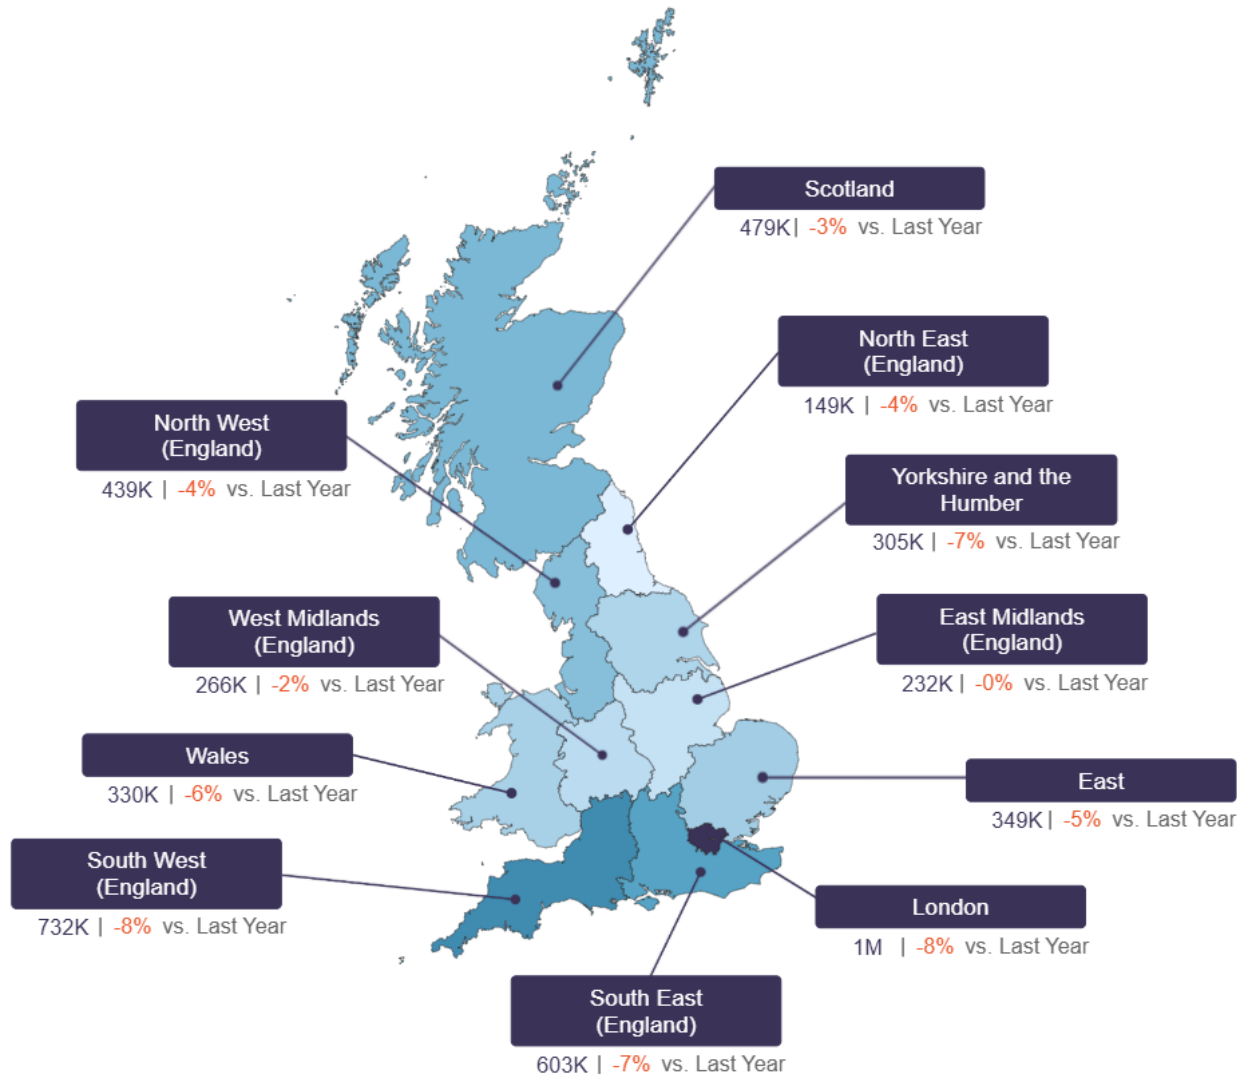 Scotland
479K | -3% vs. Last Year
North East
(England)
149K | -4% vs. Last Year
North West
(England)
439K | -4% vs. Last Year
Yorkshire and the
Humber
305K | -7% vs. Last Year
West Midlands
(England)
266K | -2% vs. Last Year
East Midlands
(England)
232K | -0% vs. Last Year
Wales
330K | -6% vs. Last Year
East
349K | -5% vs. Last Year
South West
(England)
732K | -8% vs. Last Year
London
1M | -8% vs. Last Year
South East
(England)
603K | -7% vs. Last Year